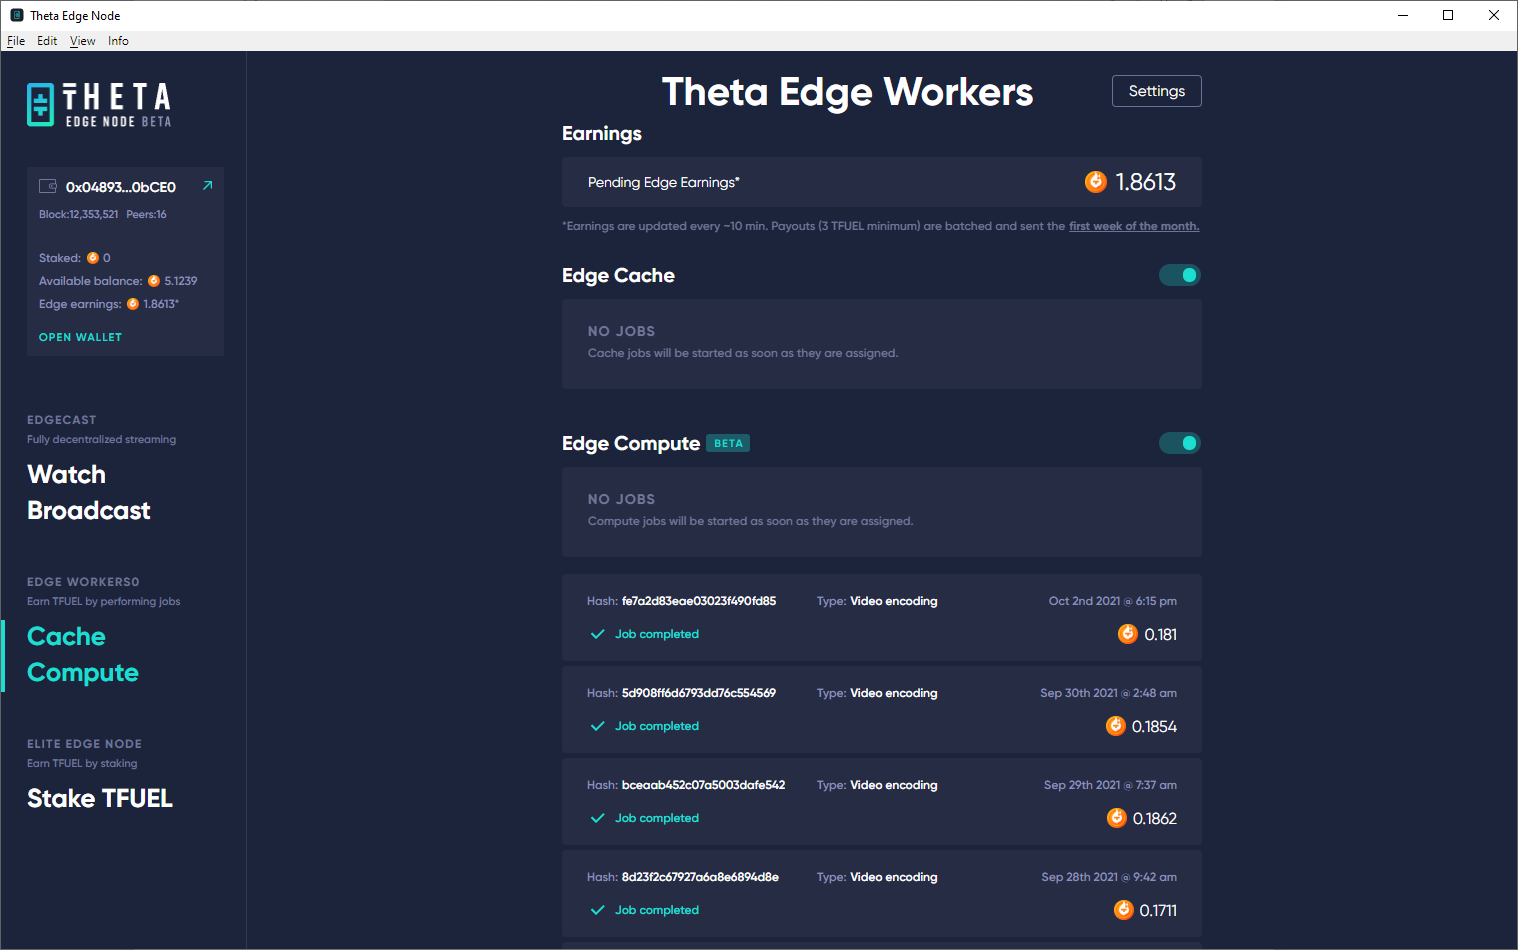 Theta Edge Node
File Edit View Info
THETA
EDGE NODE BETA
0x04893...0bCE0
Block:12,353,521 Peers:16
Staked: 0
Available balance: 5.1239
Edge earnings: 1.8613*
OPEN WALLET
EDGECAST
Fully decentralized streaming
Watch
Broadcast
EDGE WORKERS0
Earn TFUEL by performing jobs
Cache
Compute
ELITE EDGE NODE
Earn TFUEL by staking
Stake TFUEL
Theta Edge Workers
Settings
Earnings
Pending Edge Earnings* 1.8613
*Earnings are updated every ~10 min. Payouts (3 TFUEL minimum) are batched and sent the first week of the month.
Edge Cache
NO JOBS
Cache jobs will be started as soon as they are assigned.
Edge Compute BETA
NO JOBS
Compute jobs will be started as soon as they are assigned.
Hash: fe7a2d83eae03023f490fd85 Type: Video encoding Oct 2nd 2021 @ 6:15 pm
Job completed 0.181
Hash: 5d908ff6d6793dd76c554569 Type: Video encoding Sep 30th 2021 @ 2:48 am
Job completed 0.1854
Hash: bceaab452c07a5003dafe542 Type: Video encoding Sep 29th 2021 @ 7:37 am
Job completed 0.1862
Hash: 8d23f2c67927a6a8e6894d8e Type: Video encoding Sep 28th 2021 @ 9:42 am
Job completed 0.1711